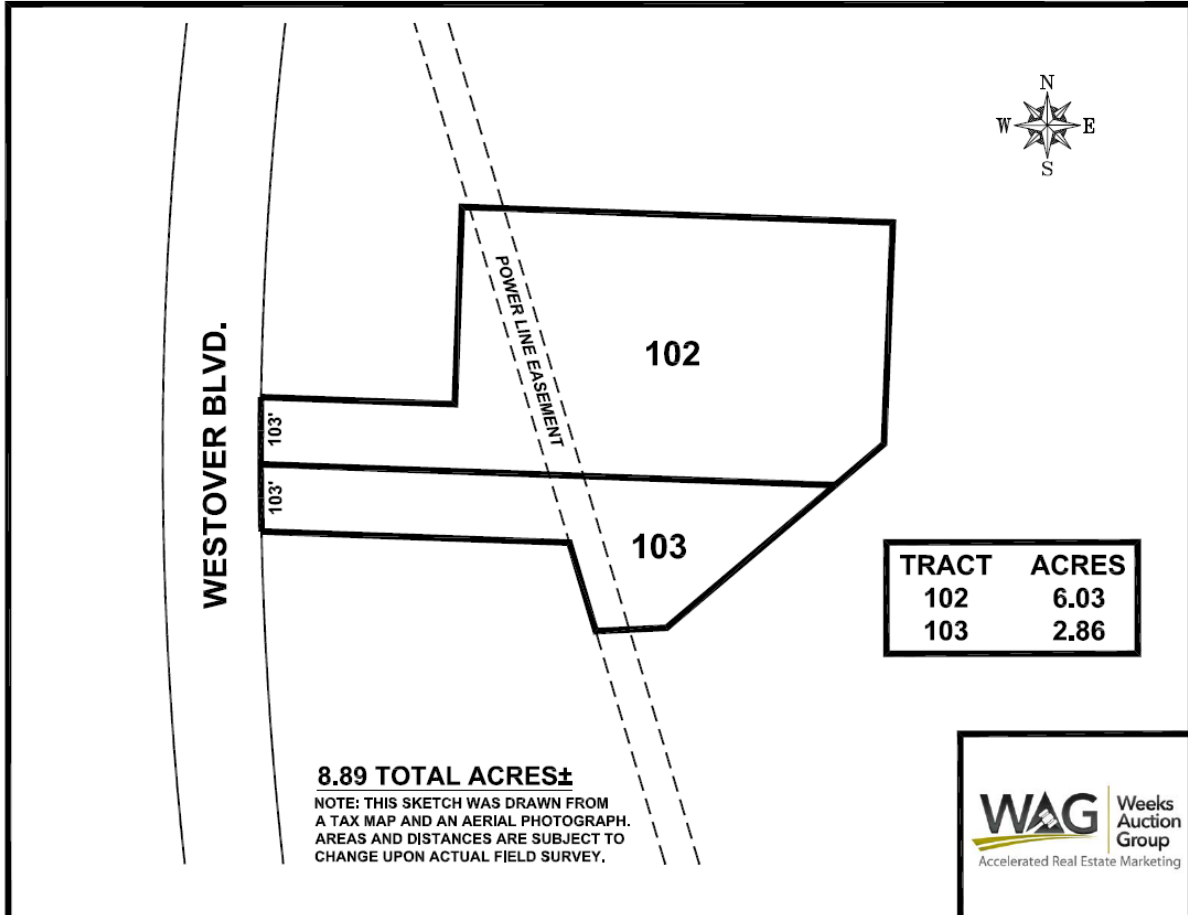 N
W E
S
POWER LINE EASEMENT
102
WESTOVER BLVD.
103'
103'
103
TRACT ACRES
102 6.03
103 2.86
8.89 TOTAL ACRES±
NOTE: THIS SKETCH WAS DRAWN FROM
A TAX MAP AND AN AERIAL PHOTOGRAPH.
AREAS AND DISTANCES ARE SUBJECT TO
CHANGE UPON ACTUAL FIELD SURVEY.
WAG
Weeks
Auction
Group
Accelerated Real Estate Marketing